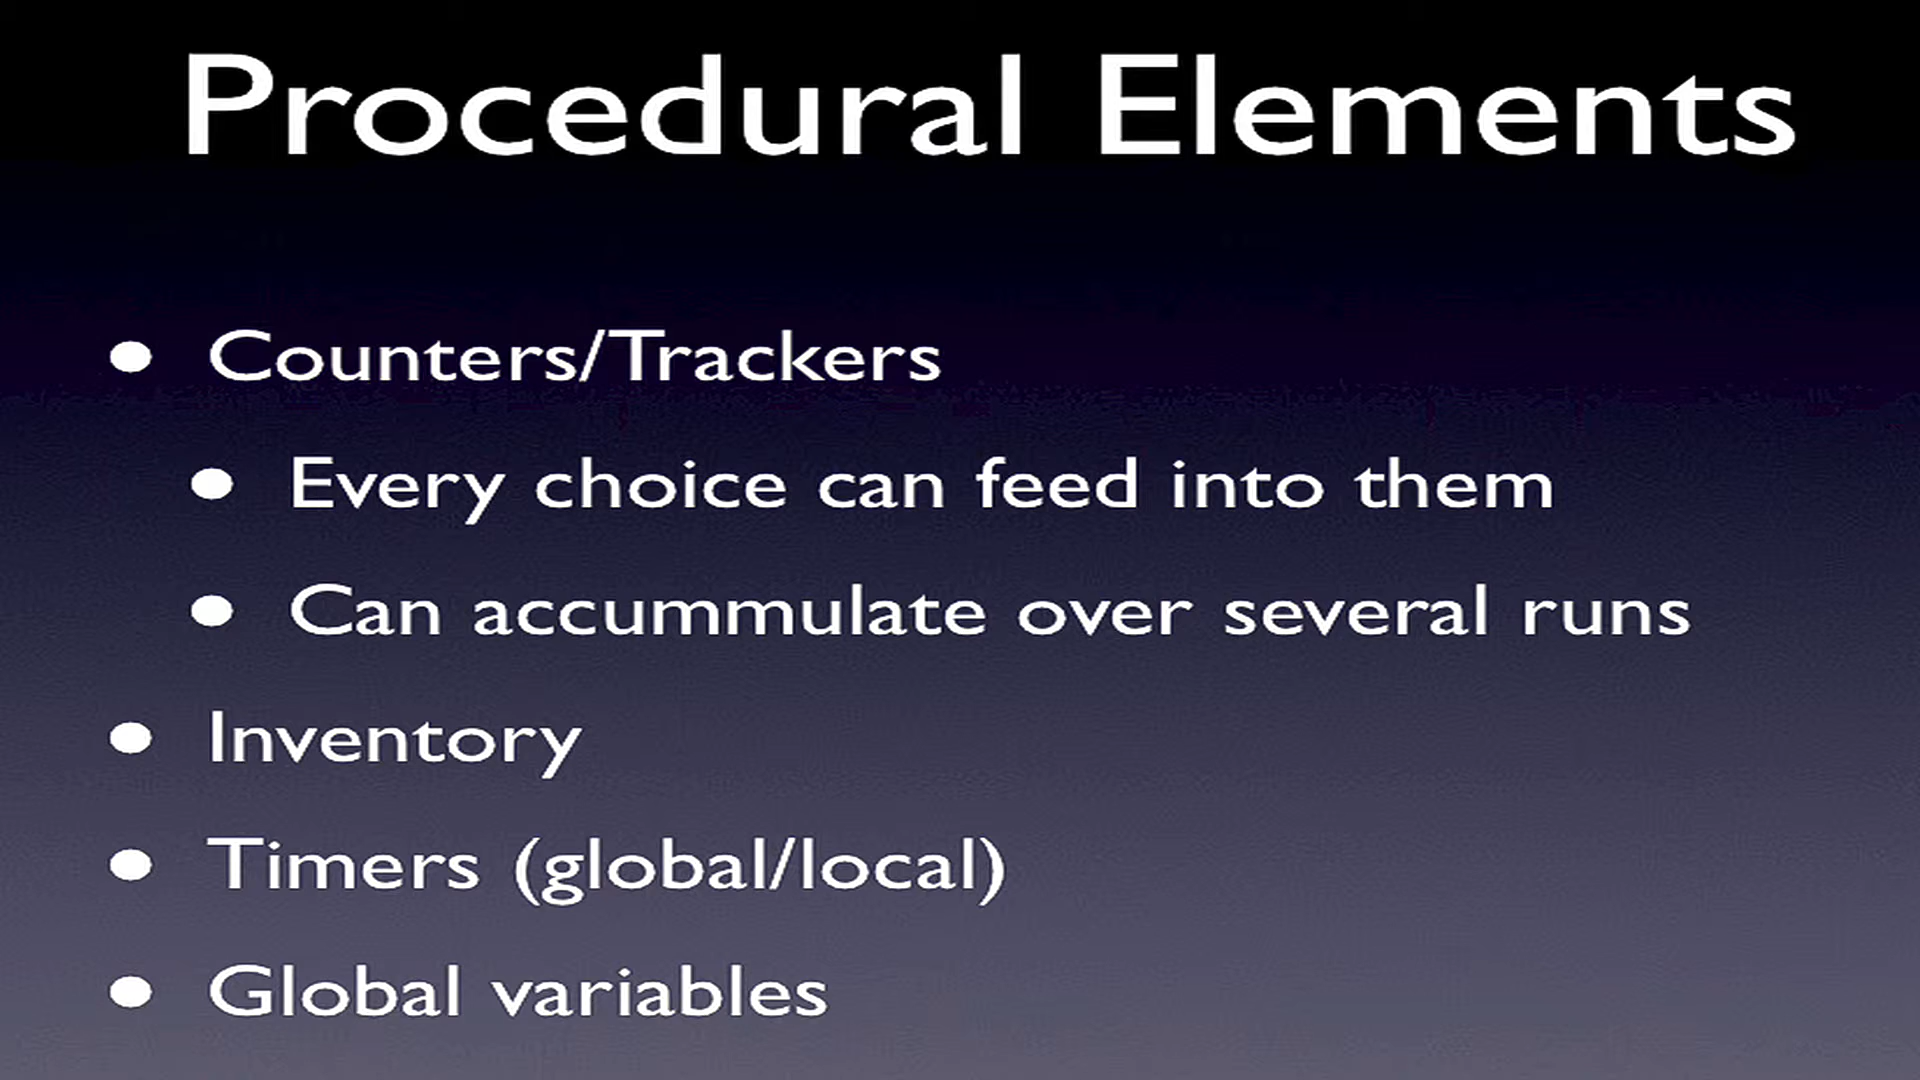 Procedural Elements
• Counters/Trackers
• Every choice can feed into them
• Can accummulate over several runs
• Inventory
• Timers (global/local)
• Global variables